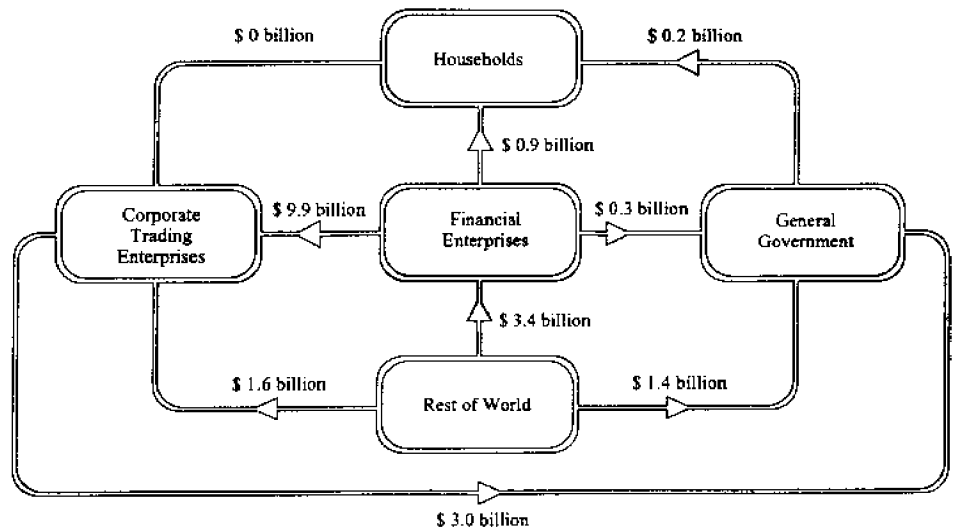 $ 0 billion
$ 0.2 billion
Households
$ 0.9 billion
Corporate
Trading
Enterprises
$ 9.9 billion
Financial
Enterprises
$ 0.3 billion
General
Government
$ 3.4 billion
$ 1.6 billion
Rest of World
$ 1.4 billion
$ 3.0 billion